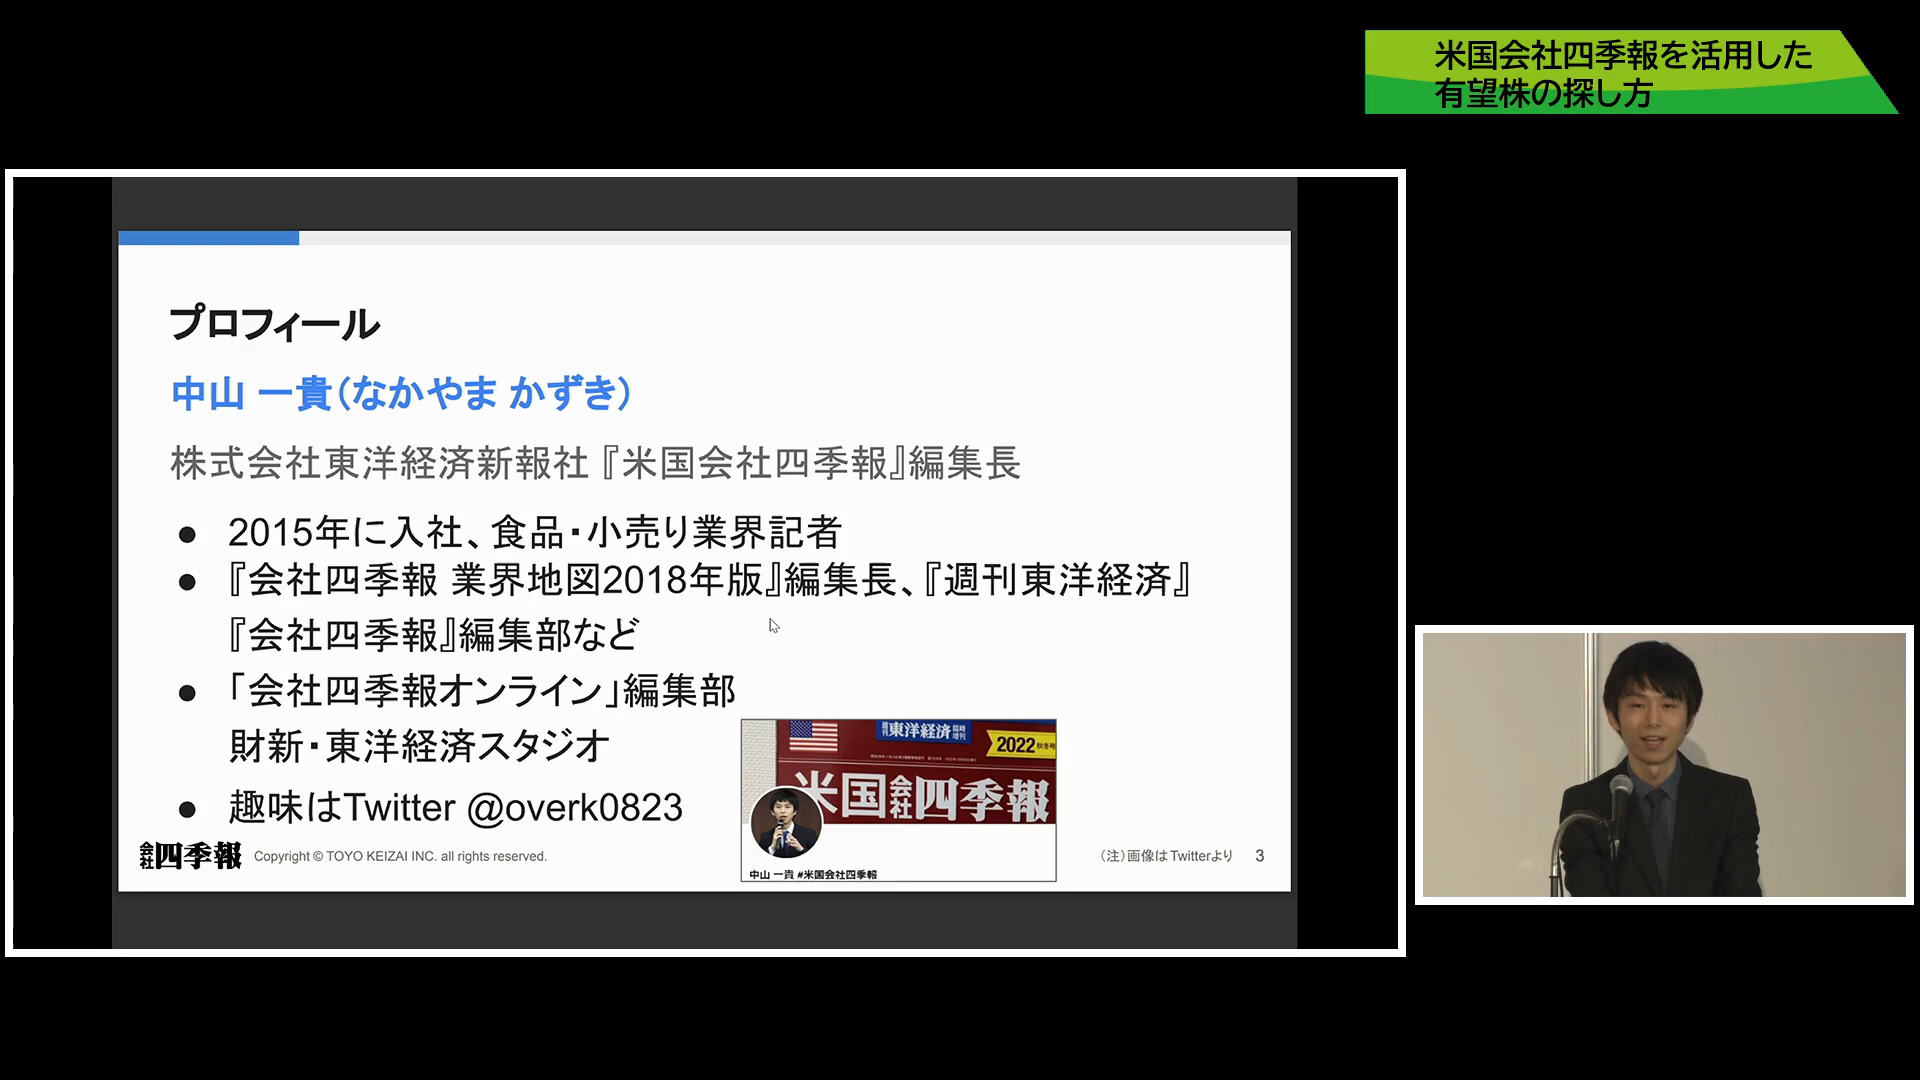 米国会社四季報を活用した
有望株の探し方
プロフィール
中山 一貴（なかやま かずき）
株式会社東洋経済新報社『米国会社四季報』編集長
● 2015年に入社、食品・小売り業界記者
● 『会社四季報 業界地図2018年版』編集長、『週刊東洋経済』
『会社四季報』編集部など
● 「会社四季報オンライン」編集部
財新・東洋経済スタジオ
● 趣味はTwitter @overk0823
週刊東洋経済 臨時増刊
2022 秋冬号
米国会社四季報
中山 一貴 #米国会社四季報
会社四季報
Copyright © TOYO KEIZAI INC. all rights reserved.
（注）画像はTwitterより
3